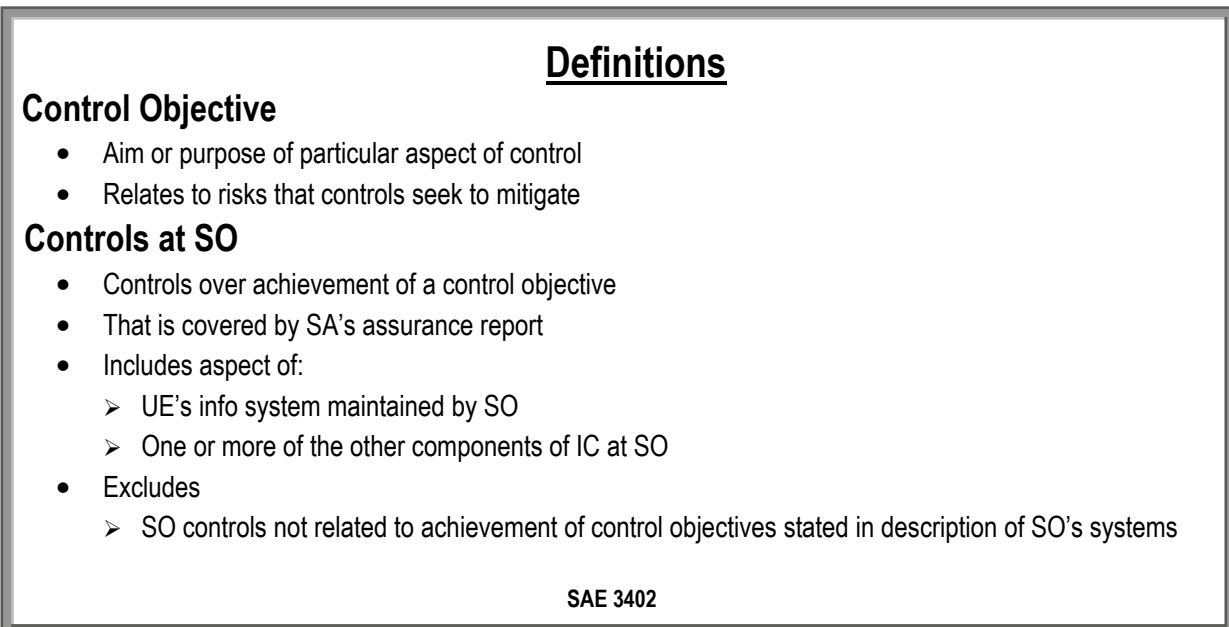 Definitions
Control Objective
• Aim or purpose of particular aspect of control
• Relates to risks that controls seek to mitigate
Controls at SO
• Controls over achievement of a control objective
• That is covered by SA’s assurance report
• Includes aspect of:
➢ UE’s info system maintained by SO
➢ One or more of the other components of IC at SO
• Excludes
➢ SO controls not related to achievement of control objectives stated in description of SO’s systems
SAE 3402